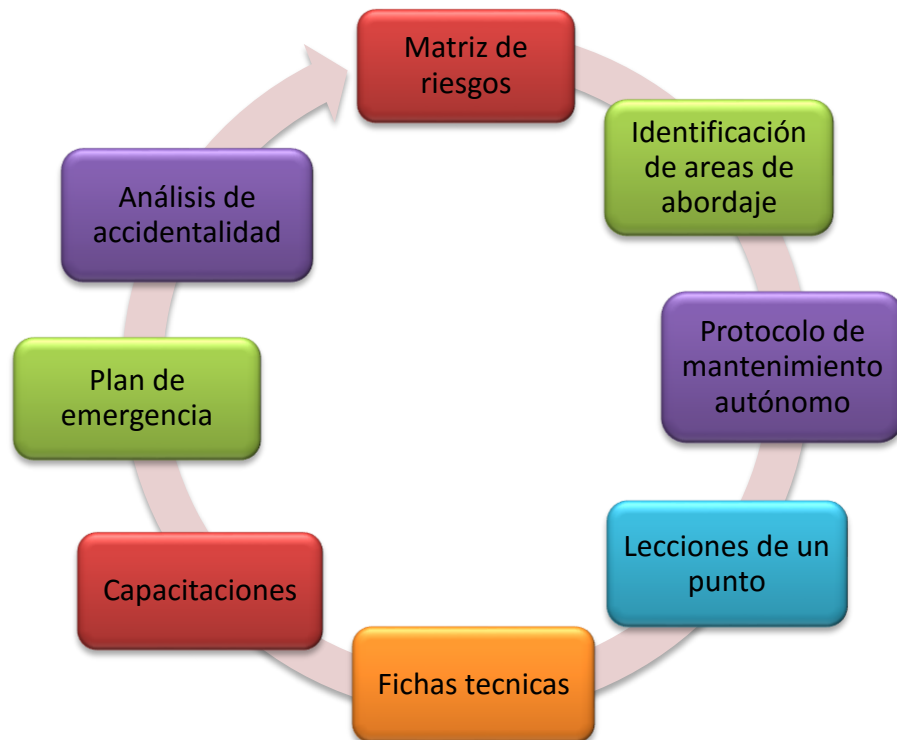 Matriz de
riesgos
Identificación
de areas de
abordaje
Protocolo de
mantenimiento
autónomo
Lecciones de un
punto
Fichas tecnicas
Capacitaciones
Plan de
emergencia
Análisis de
accidentalidad